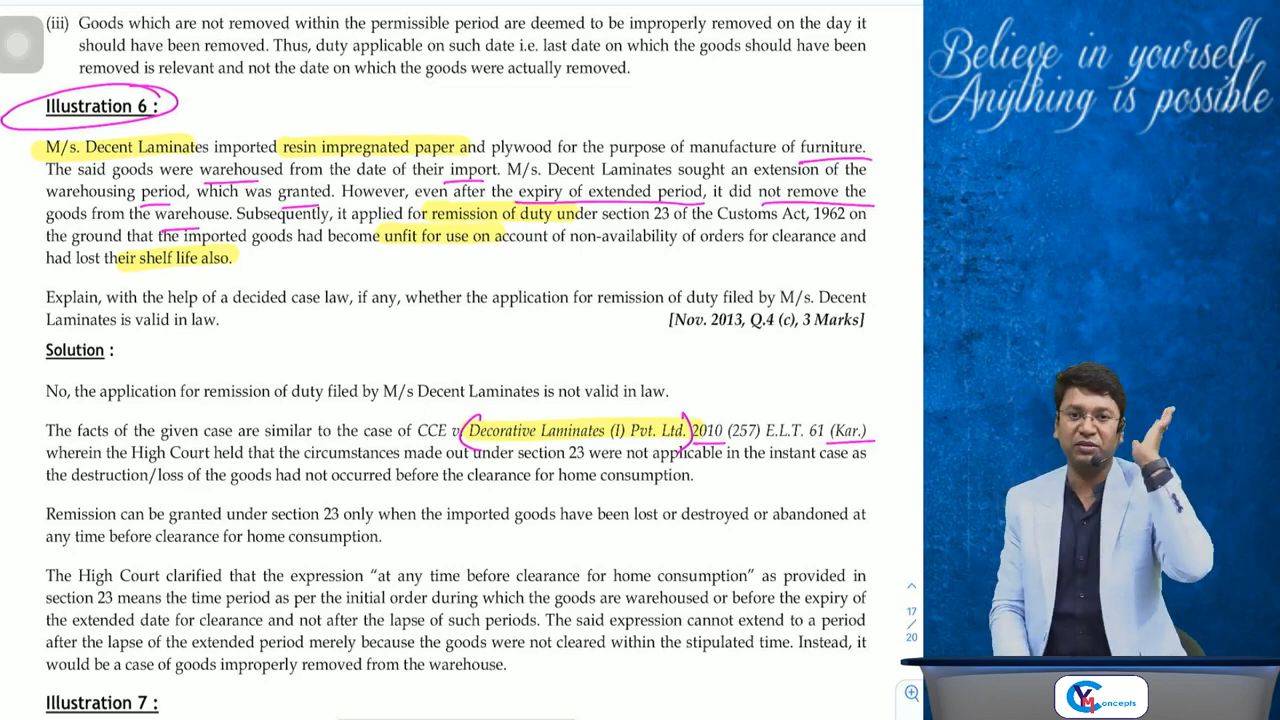 (iii) Goods which are not removed within the permissible period are deemed to be improperly removed on the day it
should have been removed. Thus, duty applicable on such date i.e. last date on which the goods should have been
removed is relevant and not the date on which the goods were actually removed.
Illustration 6 :
M/s. Decent Laminates imported resin impregnated paper and plywood for the purpose of manufacture of furniture.
The said goods were warehoused from the date of their import. M/s. Decent Laminates sought an extension of the
warehousing period, which was granted. However, even after the expiry of extended period, it did not remove the
goods from the warehouse. Subsequently, it applied for remission of duty under section 23 of the Customs Act, 1962 on
the ground that the imported goods had become unfit for use on account of non-availability of orders for clearance and
had lost their shelf life also.
Explain, with the help of a decided case law, if any, whether the application for remission of duty filed by M/s. Decent
Laminates is valid in law. [Nov. 2013, Q.4 (c), 3 Marks]
Solution :
No, the application for remission of duty filed by M/s Decent Laminates is not valid in law.
The facts of the given case are similar to the case of CCE v Decorative Laminates (I) Pvt. Ltd. 2010 (257) E.L.T. 61 (Kar.)
wherein the High Court held that the circumstances made out under section 23 were not applicable in the instant case as
the destruction/loss of the goods had not occurred before the clearance for home consumption.
Remission can be granted under section 23 only when the imported goods have been lost or destroyed or abandoned at
any time before clearance for home consumption.
The High Court clarified that the expression “at any time before clearance for home consumption” as provided in
section 23 means the time period as per the initial order during which the goods are warehoused or before the expiry of
the extended date for clearance and not after the lapse of such periods. The said expression cannot extend to a period
after the lapse of the extended period merely because the goods were not cleared within the stipulated time. Instead, it
would be a case of goods improperly removed from the warehouse.
Illustration 7 :
17
/
20
Believe in yourself
Anything is possible
YM Concepts